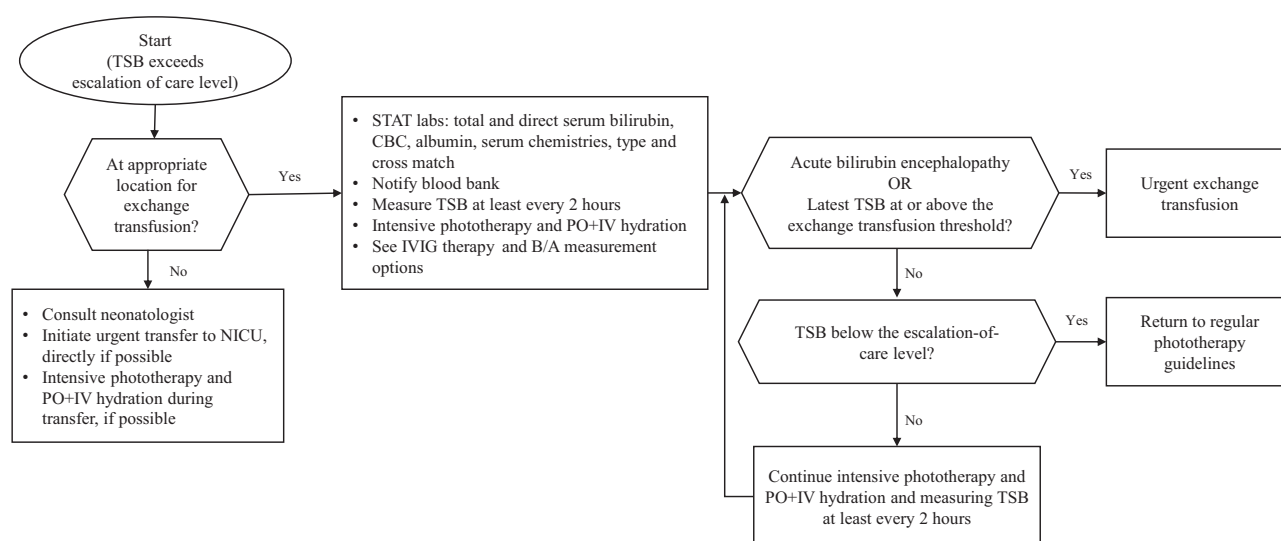 Start
(TSB exceeds
escalation of care level)
At appropriate
location for
exchange
transfusion?
Yes
No
• Consult neonatologist
• Initiate urgent transfer to NICU,
directly if possible
• Intensive phototherapy and
PO+IV hydration during
transfer, if possible
• STAT labs: total and direct serum bilirubin,
CBC, albumin, serum chemistries, type and
cross match
• Notify blood bank
• Measure TSB at least every 2 hours
• Intensive phototherapy and PO+IV hydration
• See IVIG therapy and B/A measurement
options
Acute bilirubin encephalopathy
OR
Latest TSB at or above the
exchange transfusion threshold?
Yes
Urgent exchange
transfusion
No
TSB below the escalation-of-
care level?
Yes
Return to regular
phototherapy
guidelines
No
Continue intensive phototherapy and
PO+IV hydration and measuring TSB
at least every 2 hours